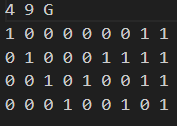 4 9 G
1 0 0 0 0 0 0 1 1
0 1 0 0 0 1 1 1 1
0 0 1 0 1 0 0 1 1
0 0 0 1 0 0 1 0 1